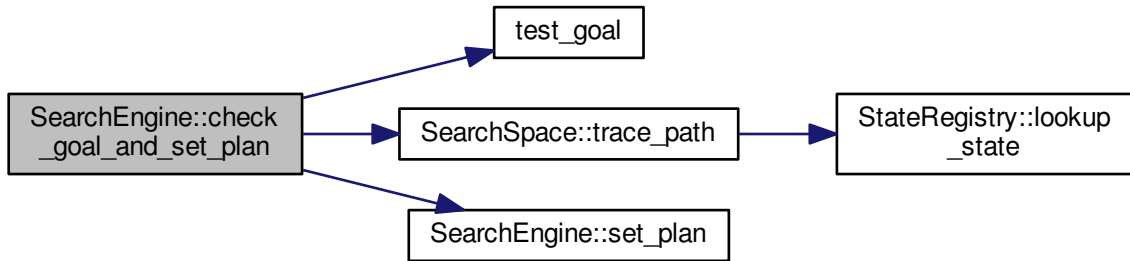 test_goal
SearchEngine::check
_goal_and_set_plan
SearchSpace::trace_path
StateRegistry::lookup
_state
SearchEngine::set_plan